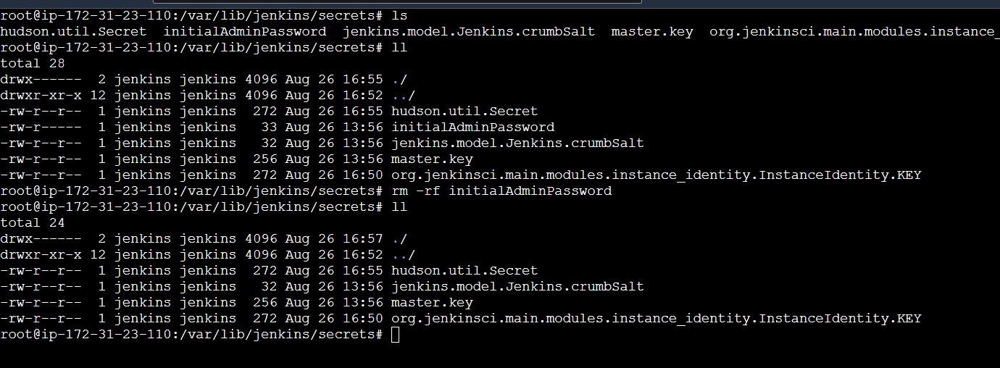 root@ip-172-31-23-110:/var/lib/jenkins/secrets# ls
hudson.util.Secret  initialAdminPassword  jenkins.model.Jenkins.crumbSalt  master.key  org.jenkinsci.main.modules.instance_
root@ip-172-31-23-110:/var/lib/jenkins/secrets# ll
total 28
drwx------  2 jenkins jenkins 4096 Aug 26 16:55 ./
drwxr-xr-x 12 jenkins jenkins 4096 Aug 26 16:52 ../
-rw-r--r--  1 jenkins jenkins  272 Aug 26 16:55 hudson.util.Secret
-rw-r-----  1 jenkins jenkins   33 Aug 26 13:56 initialAdminPassword
-rw-r--r--  1 jenkins jenkins   32 Aug 26 13:56 jenkins.model.Jenkins.crumbSalt
-rw-r--r--  1 jenkins jenkins  256 Aug 26 13:56 master.key
-rw-r--r--  1 jenkins jenkins  272 Aug 26 16:50 org.jenkinsci.main.modules.instance_identity.InstanceIdentity.KEY
root@ip-172-31-23-110:/var/lib/jenkins/secrets# rm -rf initialAdminPassword
root@ip-172-31-23-110:/var/lib/jenkins/secrets# ll
total 24
drwx------  2 jenkins jenkins 4096 Aug 26 16:57 ./
drwxr-xr-x 12 jenkins jenkins 4096 Aug 26 16:52 ../
-rw-r--r--  1 jenkins jenkins  272 Aug 26 16:55 hudson.util.Secret
-rw-r--r--  1 jenkins jenkins   32 Aug 26 13:56 jenkins.model.Jenkins.crumbSalt
-rw-r--r--  1 jenkins jenkins  256 Aug 26 13:56 master.key
-rw-r--r--  1 jenkins jenkins  272 Aug 26 16:50 org.jenkinsci.main.modules.instance_identity.InstanceIdentity.KEY
root@ip-172-31-23-110:/var/lib/jenkins/secrets#